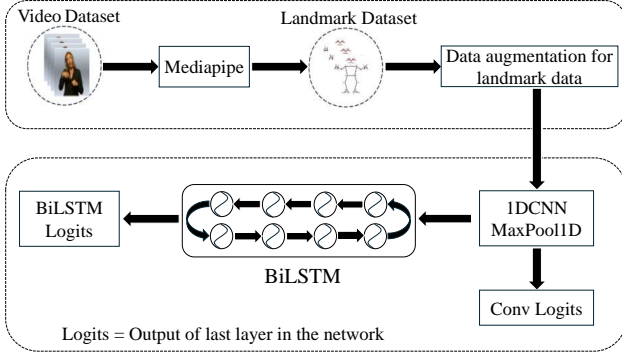 Video Dataset
Landmark Dataset
Mediapipe
Data augmentation for
landmark data
BiLSTM
Logits
BiLSTM
1DCNN
MaxPool1D
Conv Logits
Logits = Output of last layer in the network